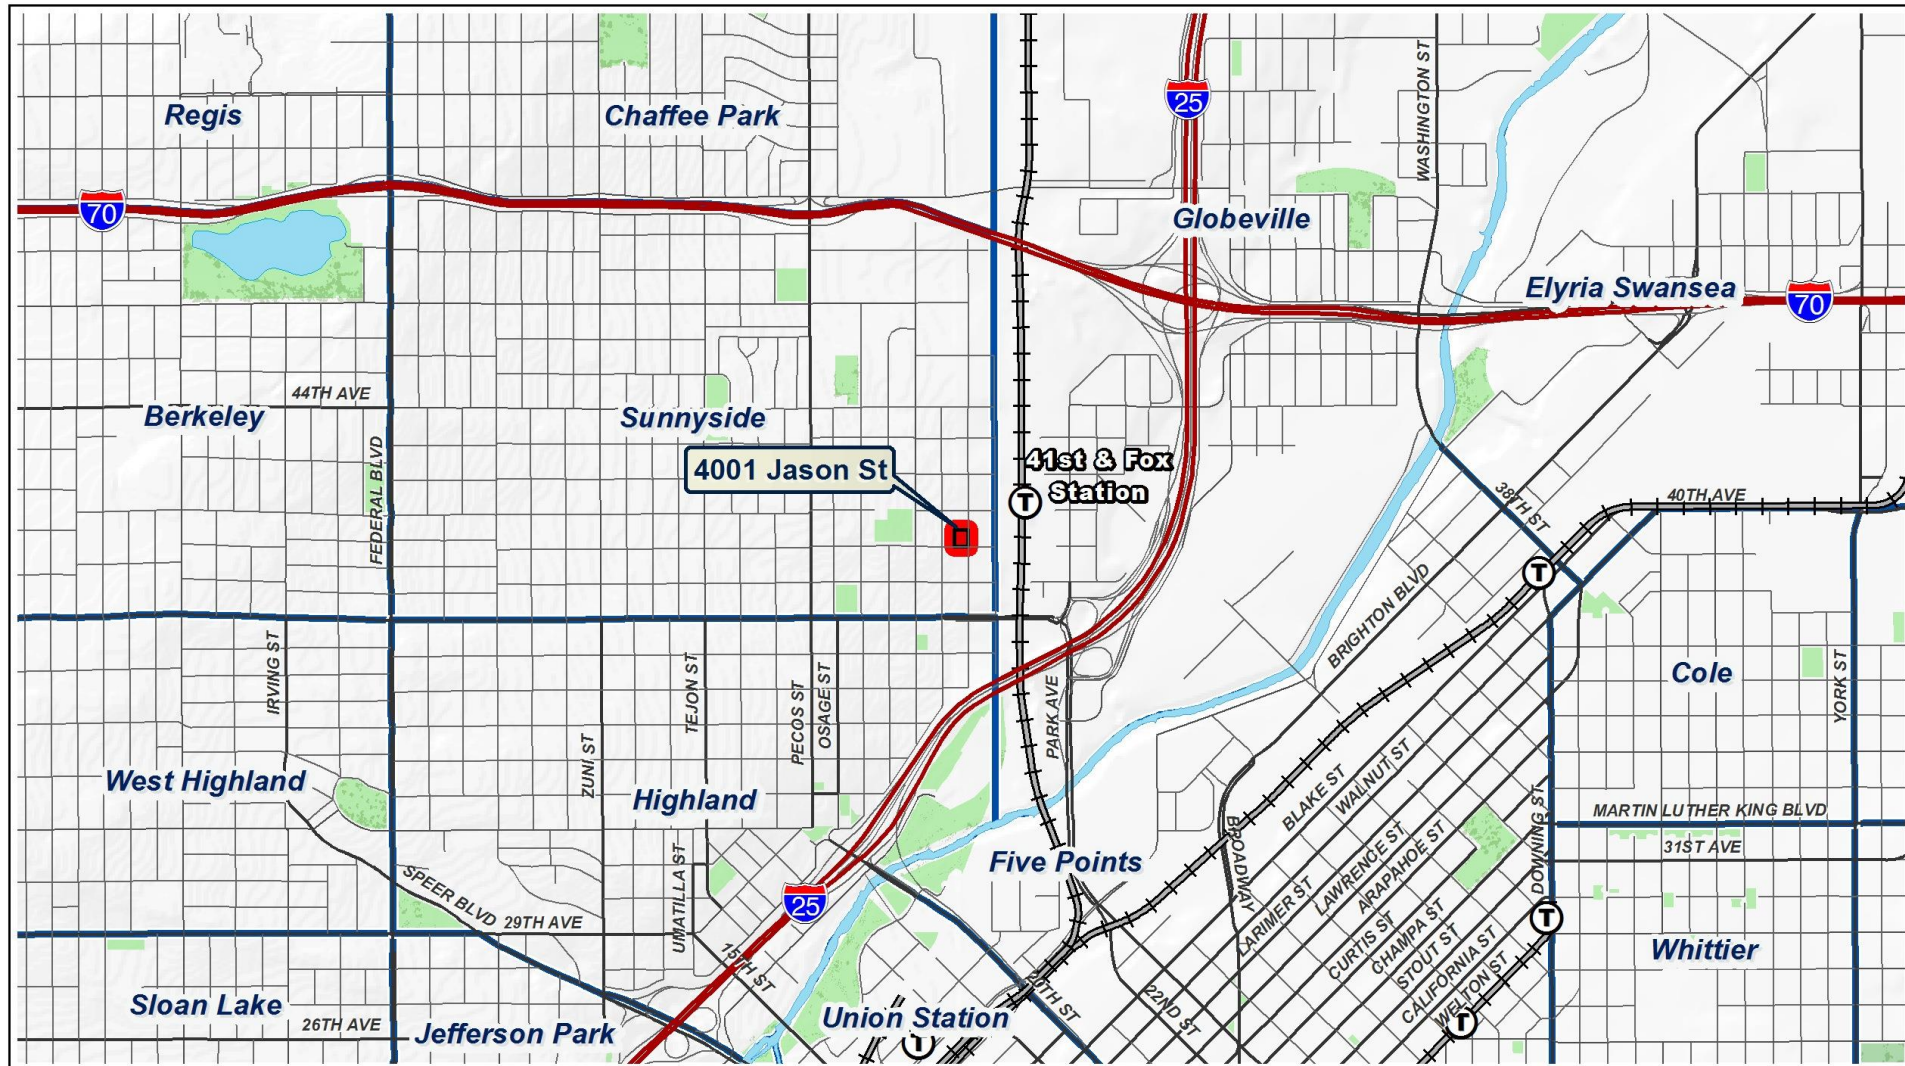 Regis
Chaffee Park
25
WASHINGTON ST
70
Globeville
Elyria Swansea
70
44TH AVE
Berkeley
Sunnyside
FEDERAL BLVD
4001 Jason St
41st & Fox
Station
T
38TH ST
40TH AVE
T
BRIGHTON BLVD
IRVING ST
TEJON ST
PECOS ST
OSAGE ST
PARK AVE
Cole
YORK ST
ZUNI ST
West Highland
Highland
BLAKE ST
WALNUT ST
DOWNING ST
MARTIN LUTHER KING BLVD
31ST AVE
BROADWAY
Five Points
LAWRENCE ST
ARAPAHOE ST
SPEER BLVD
29TH AVE
UMATILLA ST
25
LARIMER ST
CURTIS ST
CHAMPA ST
STOUT ST
CALIFORNIA ST
WELTON ST
T
Whittier
15TH ST
22ND ST
Sloan Lake
26TH AVE
Jefferson Park
Union Station
T
T